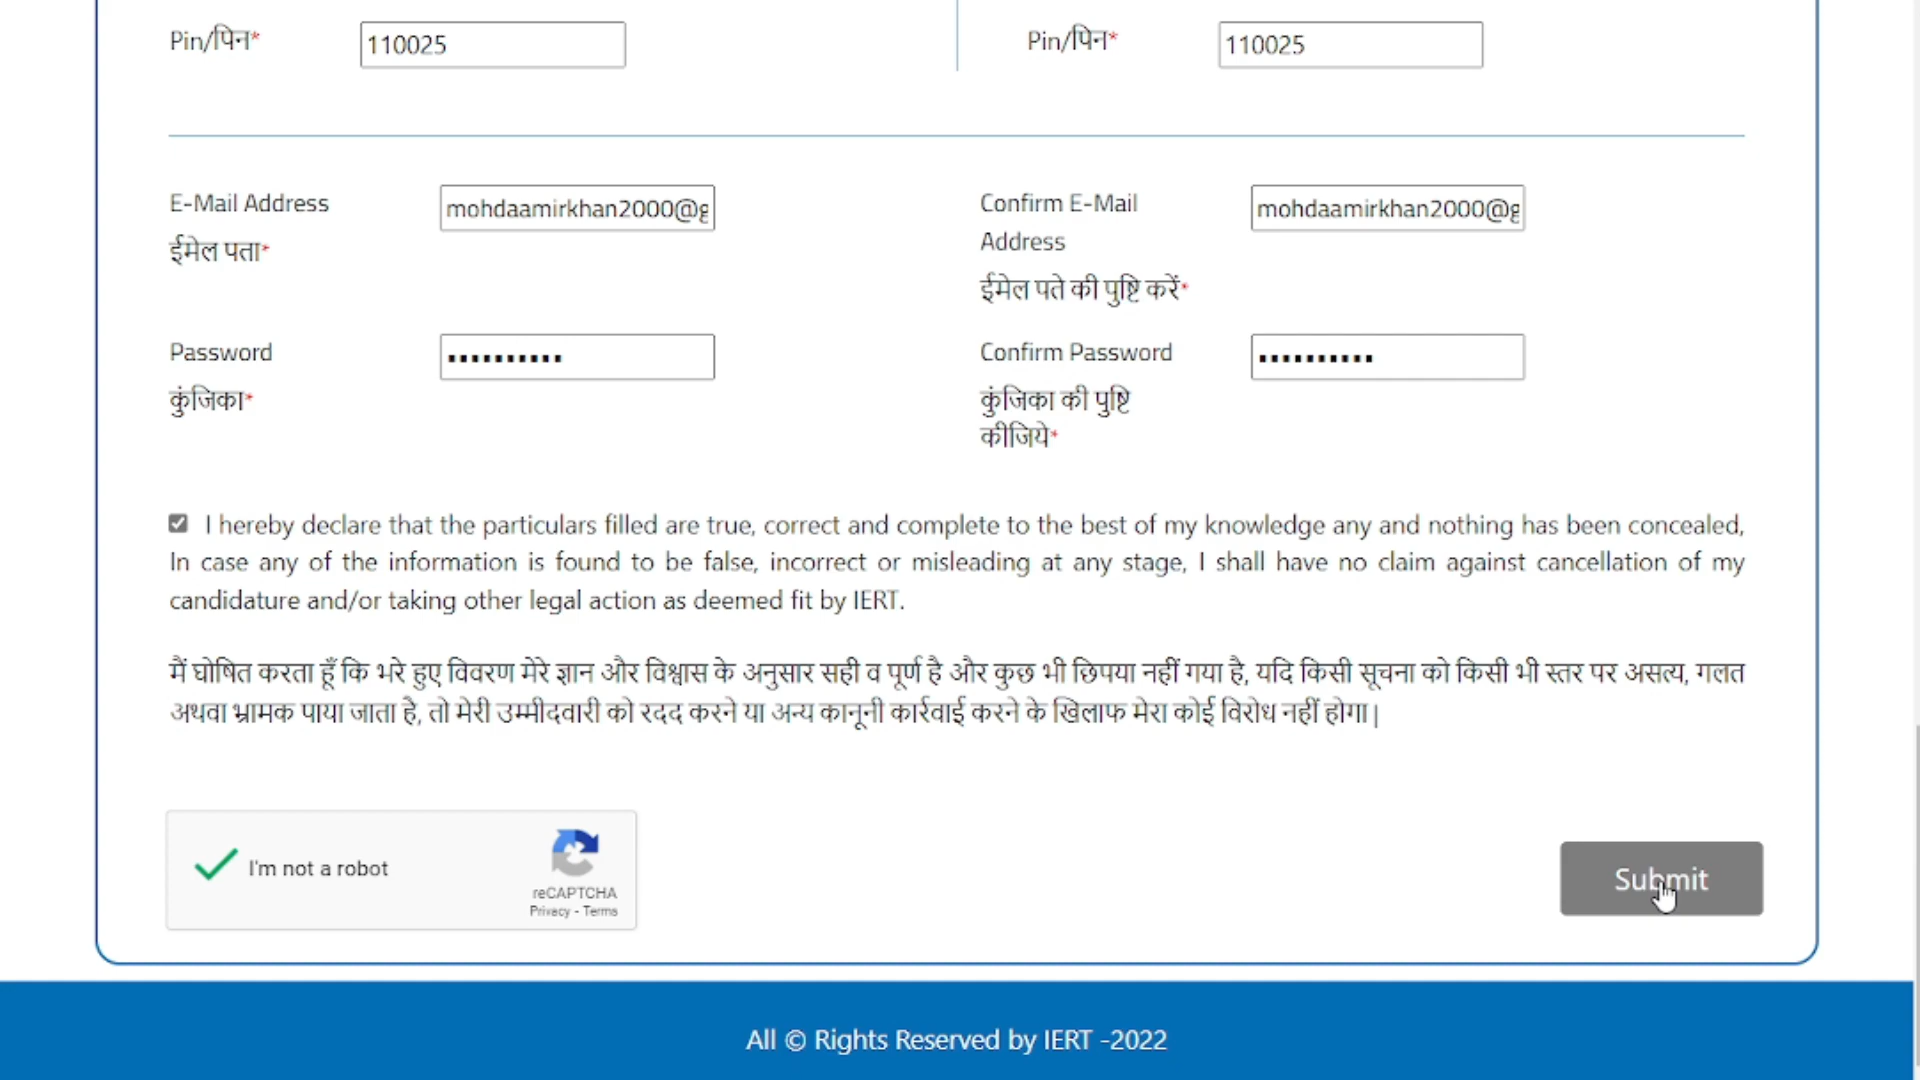 Pin/पिन* 110025 Pin/पिन* 110025
E-Mail Address mohdaamirkhan2000@g Confirm E-Mail mohdaamirkhan2000@g
Address
ईमेल पता* ईमेल पते की पुष्टि करें*
Password •••••••••• Confirm Password ••••••••••
कुंजिका* कुंजिका की पुष्टि
कीजिये*
I hereby declare that the particulars filled are true, correct and complete to the best of my knowledge any and nothing has been concealed,
In case any of the information is found to be false, incorrect or misleading at any stage, I shall have no claim against cancellation of my
candidature and/or taking other legal action as deemed fit by IERT.
मैं घोषित करता हूँ कि भरे हुए विवरण मेरे ज्ञान और विश्वास के अनुसार सही व पूर्ण है और कुछ भी छिपया नहीं गया है, यदि किसी सूचना को किसी भी स्तर पर असत्य, गलत
अथवा भ्रामक पाया जाता है, तो मेरी उम्मीदवारी को रदद करने या अन्य कानूनी कार्रवाई करने के खिलाफ मेरा कोई विरोध नहीं होगा |
I'm not a robot
reCAPTCHA
Privacy - Terms
Submit
All © Rights Reserved by IERT -2022